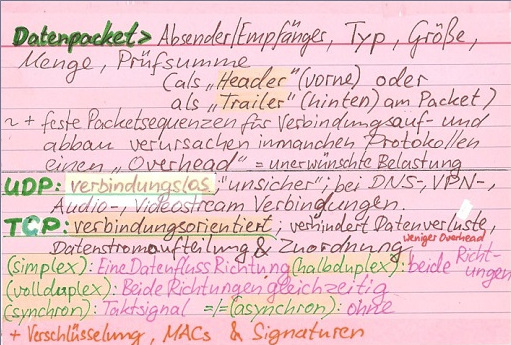 Datenpacket> Absender/Empfänger, Typ, Größe,
Menge, Prüfsumme
(als „Header" (vorne) oder
als „Trailer" (hinten) am Packet)
~ + feste Packetsequenzen für Verbindungsauf- und
abbau verursachen inmanchen Protokollen
einen „Overhead" = unerwünschte Belastung
UDP: verbindungslos; "unsicher"; bei DNS-, VPN-,
Audio-, Videostream Verbindungen.
TCP: verbindungsorientiert; verhindert Datenverluste,
Datenstromaufteilung & Zuordnung weniger Overhead
(simplex): Eine Datenfluss Richtung (halbduplex): beide Richt-
ungen
(vollduplex): Beide Richtungen gleichzeitig
(synchron): Taktsignal =/= (asynchron): ohne
+ Verschlüsselung, MACs & Signaturen